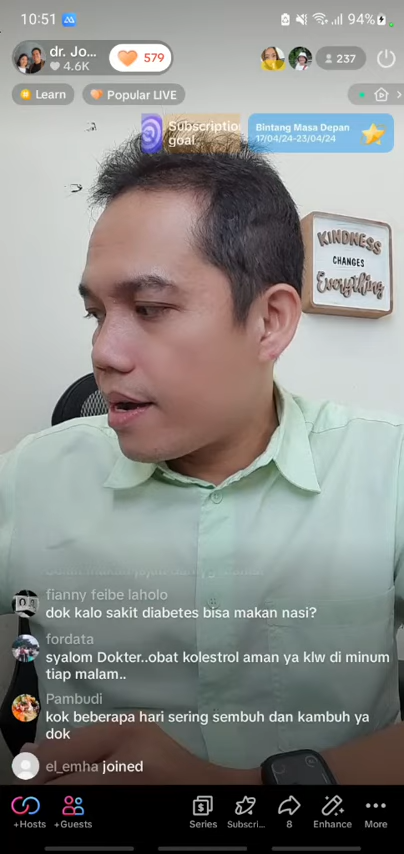 10:51
94%
dr. Jo...
4.6K
579
237
Learn
Popular LIVE
Subscriptio
goal
Bintang Masa Depan
17/04/24-23/04/24
KINDNESS
CHANGES
Everything
fianny feibe laholo
dok kalo sakit diabetes bisa makan nasi?
fordata
syalom Dokter..obat kolestrol aman ya klw di minum
tiap malam..
Pambudi
kok beberapa hari sering sembuh dan kambuh ya
dok
el_emha joined
+Hosts
+Guests
Series
Subscri...
8
Enhance
More